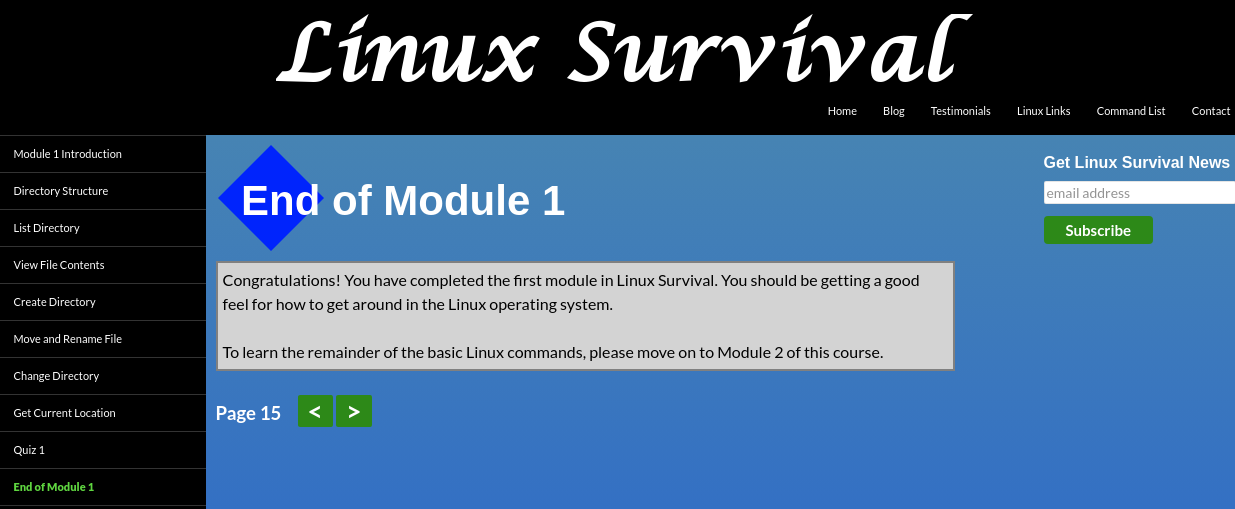 Linux Survival
Home Blog Testimonials Linux Links Command List Contact
Module 1 Introduction
Directory Structure
List Directory
View File Contents
Create Directory
Move and Rename File
Change Directory
Get Current Location
Quiz 1
End of Module 1
End of Module 1
Congratulations! You have completed the first module in Linux Survival. You should be getting a good
feel for how to get around in the Linux operating system.
To learn the remainder of the basic Linux commands, please move on to Module 2 of this course.
Page 15 < >
Get Linux Survival News
email address
Subscribe